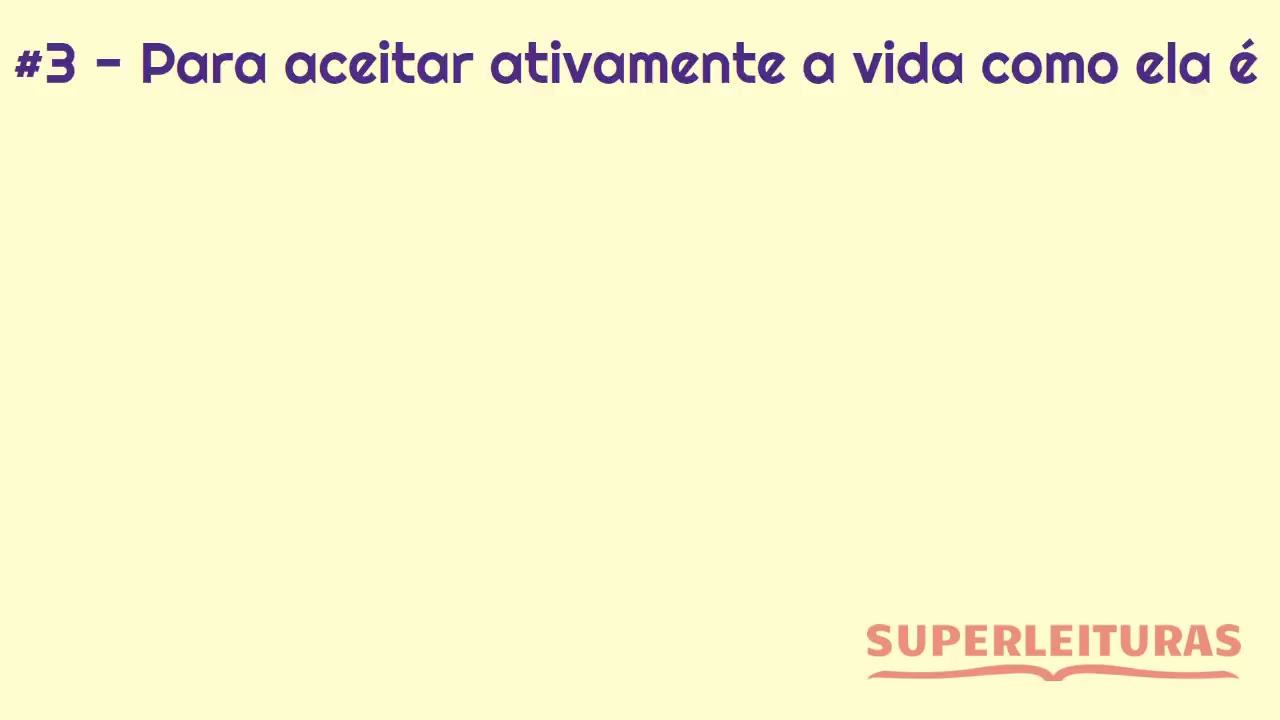 #3 - Para aceitar ativamente a vida como ela é
SUPERLEITURAS